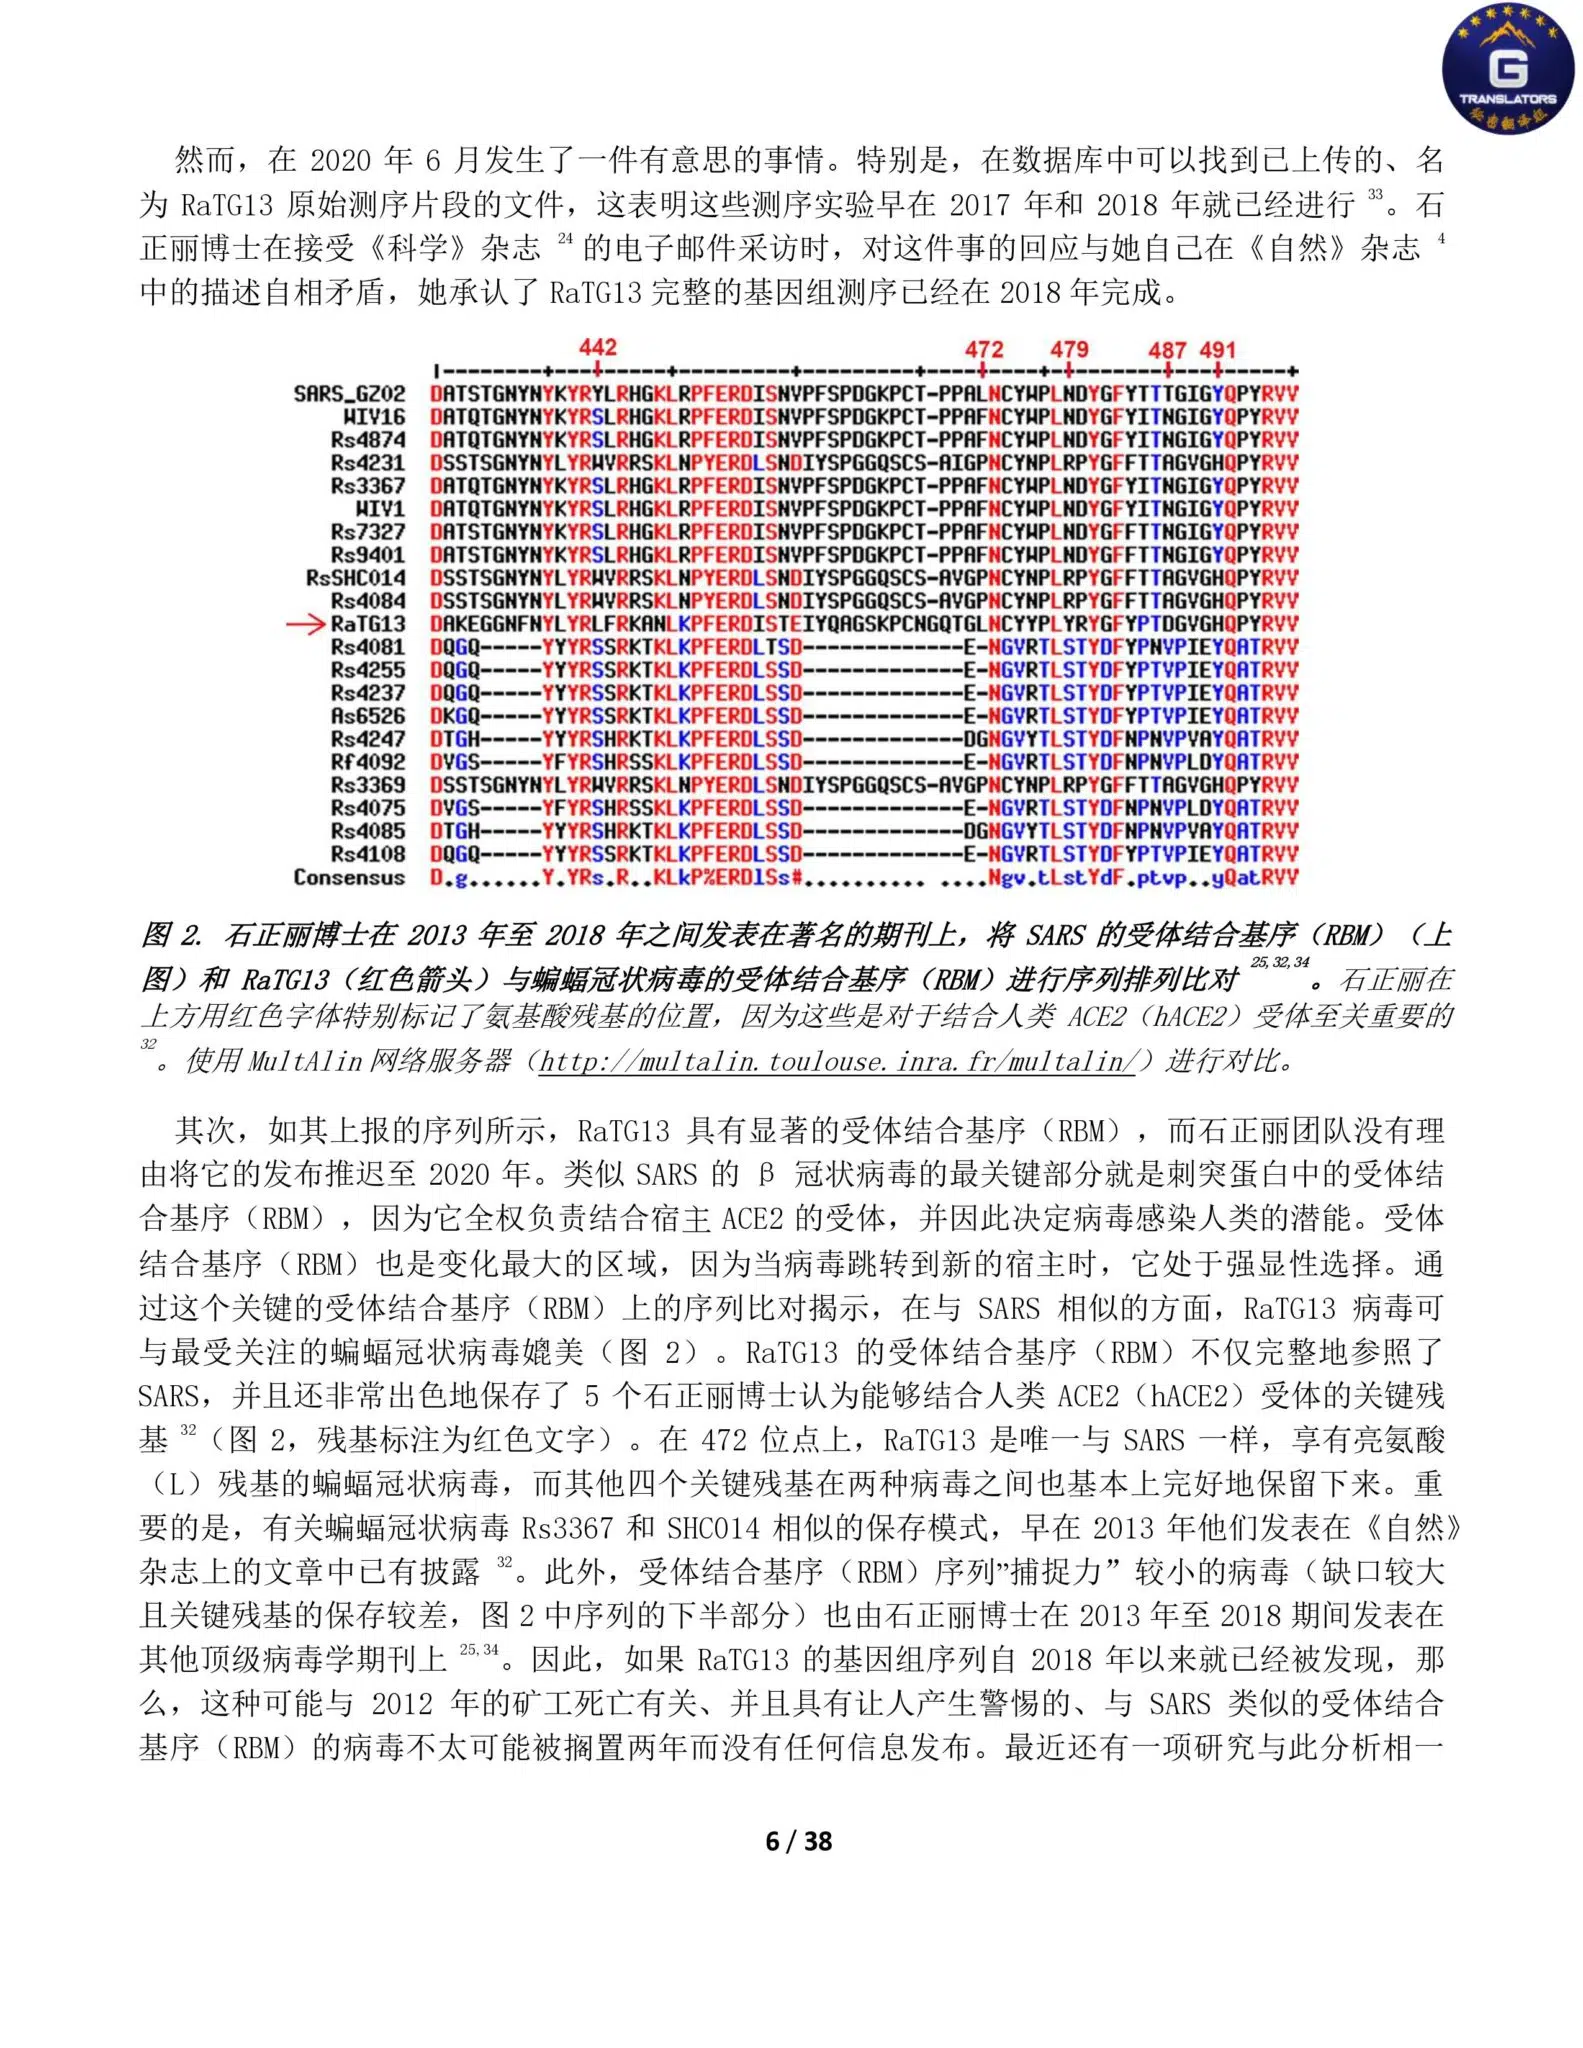 G
TRANSLATORS
然而，在 2020 年 6 月发生了一件有意思的事情。特别是，在数据库中可以找到已上传的、名
为 RaTG13 原始测序片段的文件，这表明这些测序实验早在 2017 年和 2018 年就已经进行 33。石
正丽博士在接受《科学》杂志 24 的电子邮件采访时，对这件事的回应与她自己在《自然》杂志 4
中的描述自相矛盾，她承认了 RaTG13 完整的基因组测序已经在 2018 年完成。
442 472 479 487 491
SARS_GZ02 DATSTGNYNYKYRYLRHGKLRPFERDISNVPFSPDGKPCT-PPALNCYWPLNDYGFYTTTGIGYQPYRVV
WIV16 DATQTGNYNYKYRSLRHGKLRPFERDISNVPFSPDGKPCT-PPAFNCYWPLNDYGFYITNGIGYQPYRVV
Rs4874 DATQTGNYNYKYRSLRHGKLRPFERDISNVPFSPDGKPCT-PPAFNCYWPLNDYGFYITNGIGYQPYRVV
Rs4231 DSSTSGNYNYLYRWVRRSKLNPYERDLSNDIYSPGGQSCS-AIGPNCYNPLRPYGFFTTAGVGHQPYRVV
Rs3367 DATQTGNYNYKYRSLRHGKLRPFERDISNVPFSPDGKPCT-PPAFNCYWPLNDYGFYITNGIGYQPYRVV
WIV1 DATQTGNYNYKYRSLRHGKLRPFERDISNVPFSPDGKPCT-PPAFNCYWPLNDYGFYITNGIGYQPYRVV
Rs7327 DATSTGNYNYKYRSLRHGKLRPFERDISNVPFSPDGKPCT-PPAFNCYWPLNDYGFYTTNGIGYQPYRVV
Rs9401 DATSTGNYNYKYRSLRHGKLRPFERDISNVPFSPDGKPCT-PPAFNCYWPLNDYGFYTTNGIGYQPYRVV
RsSHC014 DSSTSGNYNYLYRWVRRSKLNPYERDLSNDIYSPGGQSCS-AVGPNCYNPLRPYGFFTTAGVGHQPYRVV
Rs4084 DSSTSGNYNYLYRWVRRSKLNPYERDLSNDIYSPGGQSCS-AVGPNCYNPLRPYGFFTTAGVGHQPYRVV
RaTG13 DAKEGGNFNYLYRLFRKANLKPFERDISTEIYQAGSKPCNGQTGLNCYYPLYRYGFYPTDGVGHQPYRVV
Rs4081 DQGQ-----YYYRSSRKTKLKPFERDLTSD-------------E-NGVRTLSTYDFYPNVPIEYQATRVV
Rs4255 DQGQ-----YYYRSSRKTKLKPFERDLSSD-------------E-NGVRTLSTYDFYPTVPIEYQATRVV
Rs4237 DQGQ-----YYYRSSRKTKLKPFERDLSSD-------------E-NGVRTLSTYDFYPTVPIEYQATRVV
As6526 DKGQ-----YYYRSSRKTKLKPFERDLSSD-------------E-NGVRTLSTYDFYPTVPIEYQATRVV
Rs4247 DTGH-----YYYRSHRKTKLKPFERDLSSD-------------DGNGVYTLSTYDFNPNVPVAYQATRVV
Rf4092 DVGS-----YFYRSHRSSKLKPFERDLSSD-------------E-NGVRTLSTYDFNPNVPLDYQATRVV
Rs3369 DSSTSGNYNYLYRWVRRSKLNPYERDLSNDIYSPGGQSCS-AVGPNCYNPLRPYGFFTTAGVGHQPYRVV
Rs4075 DVGS-----YFYRSHRSSKLKPFERDLSSD-------------E-NGVRTLSTYDFNPNVPLDYQATRVV
Rs4085 DTGH-----YYYRSHRKTKLKPFERDLSSD-------------DGNGVYTLSTYDFNPNVPVAYQATRVV
Rs4108 DQGQ-----YYYRSSRKTKLKPFERDLSSD-------------E-NGVRTLSTYDFYPTVPIEYQATRVV
Consensus D.g......Y.YRs.R..KLkP%ERDlSs#.......... ....Ngv.tLstYdF.ptvp..yQatRVV
图 2. 石正丽博士在 2013 年至 2018 年之间发表在著名的期刊上，将 SARS 的受体结合基序（RBM）（上
图）和 RaTG13（红色箭头）与蝙蝠冠状病毒的受体结合基序（RBM）进行序列排列比对 25,32,34。石正丽在
上方用红色字体特别标记了氨基酸残基的位置，因为这些是对于结合人类 ACE2（hACE2）受体至关重要的
32。使用 MultAlin 网络服务器（http://multalin.toulouse.inra.fr/multalin/）进行对比。
其次，如其上报的序列所示，RaTG13 具有显著的受体结合基序（RBM），而石正丽团队没有理
由将它的发布推迟至 2020 年。类似 SARS 的 β 冠状病毒的最关键部分就是刺突蛋白中的受体结
合基序（RBM），因为它全权负责结合宿主 ACE2 的受体，并因此决定病毒感染人类的潜能。受体
结合基序（RBM）也是变化最大的区域，因为当病毒跳转到新的宿主时，它处于强显性选择。通
过这个关键的受体结合基序（RBM）上的序列比对揭示，在与 SARS 相似的方面，RaTG13 病毒可
与最受关注的蝙蝠冠状病毒媲美（图 2）。RaTG13 的受体结合基序（RBM）不仅完整地参照了
SARS，并且还非常出色地保存了 5 个石正丽博士认为能够结合人类 ACE2（hACE2）受体的关键残
基 32（图 2，残基标注为红色文字）。在 472 位点上，RaTG13 是唯一与 SARS 一样，享有亮氨酸
（L）残基的蝙蝠冠状病毒，而其他四个关键残基在两种病毒之间也基本上完好地保留下来。重
要的是，有关蝙蝠冠状病毒 Rs3367 和 SHC014 相似的保存模式，早在 2013 年他们发表在《自然》
杂志上的文章中已有披露 32。此外，受体结合基序（RBM）序列”捕捉力”较小的病毒（缺口较大
且关键残基的保存较差，图 2 中序列的下半部分）也由石正丽博士在 2013 年至 2018 期间发表在
其他顶级病毒学期刊上 25,34。因此，如果 RaTG13 的基因组序列自 2018 年以来就已经被发现，那
么，这种可能与 2012 年的矿工死亡有关、并且具有让人产生警惕的、与 SARS 类似的受体结合
基序（RBM）的病毒不太可能被搁置两年而没有任何信息发布。最近还有一项研究与此分析相一
6 / 38